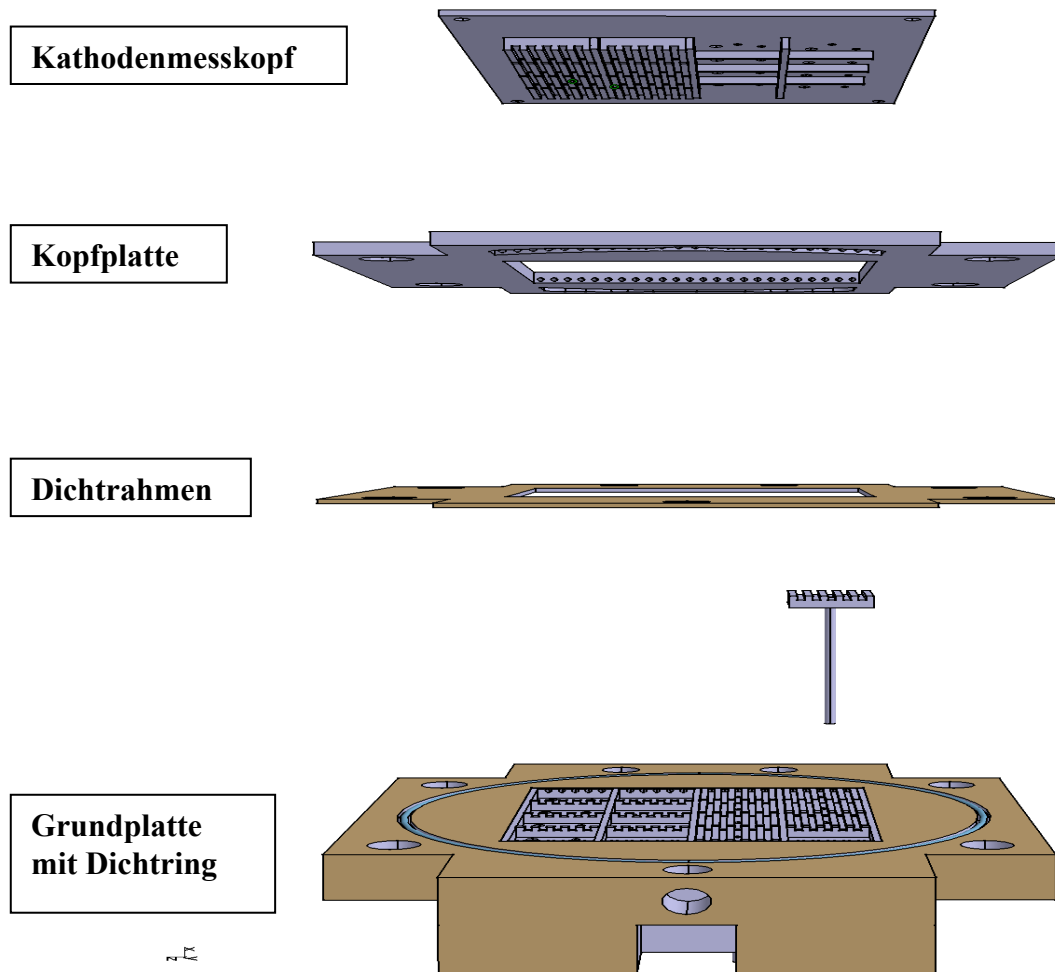 Kathodenmesskopf
Kopfplatte
Dichtrahmen
Grundplatte
mit Dichtring